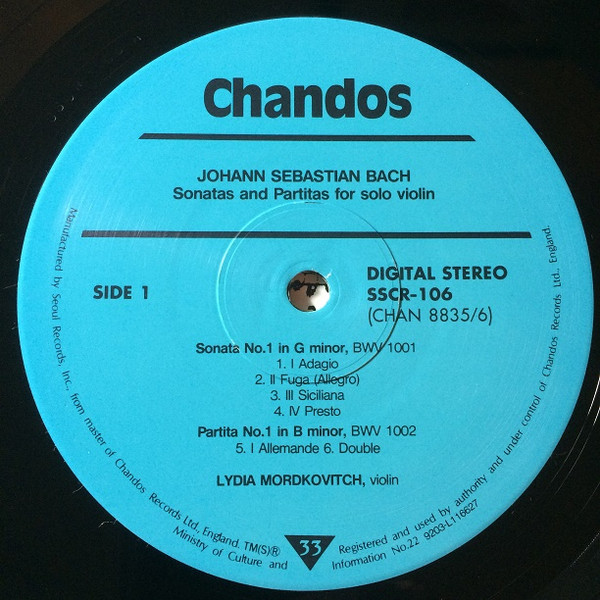 Chandos
JOHANN SEBASTIAN BACH
Sonatas and Partitas for solo violin
SIDE 1
DIGITAL STEREO
SSCR-106
(CHAN 8835/6)
Sonata No.1 in G minor, BWV 1001
1. I Adagio
2. II Fuga (Allegro)
3. III Siciliana
4. IV Presto
Partita No.1 in B minor, BWV 1002
5. I Allemande 6. Double
LYDIA MORDKOVITCH, violin
Manufactured by Seoul Records, Inc., from master of Chandos Records Ltd., England. TM(S)® Registered and used by authority and under control of Chandos Records Ltd., England.
Ministry of Culture and Information No.22 9203-L116627
33